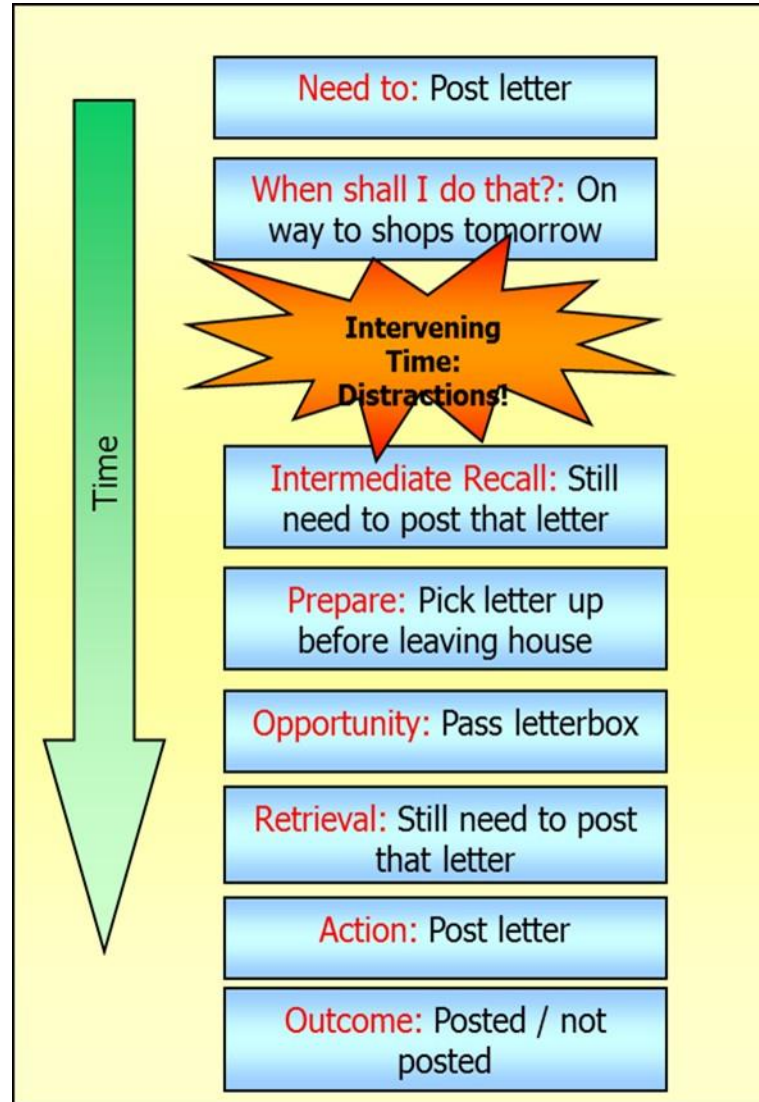 Need to: Post letter
When shall I do that?: On
way to shops tomorrow
Intervening
Time:
Distractions!
Time
Intermediate Recall: Still
need to post that letter
Prepare: Pick letter up
before leaving house
Opportunity: Pass letterbox
Retrieval: Still need to post
that letter
Action: Post letter
Outcome: Posted / not
posted